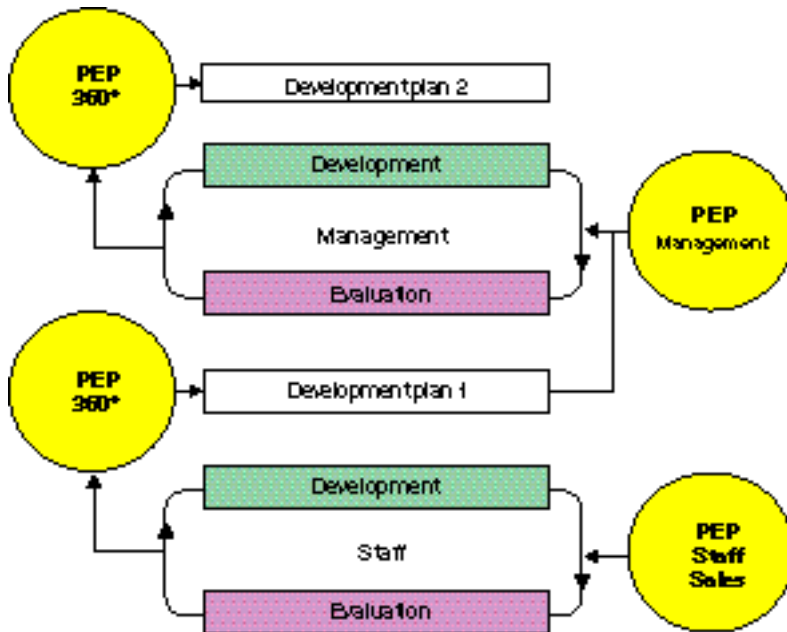 PEP
360°
Developmentplan 2
Development
Management
Evaluation
PEP
Management
PEP
360°
Developmentplan 1
Development
Staff
Evaluation
PEP
Staff
Sales